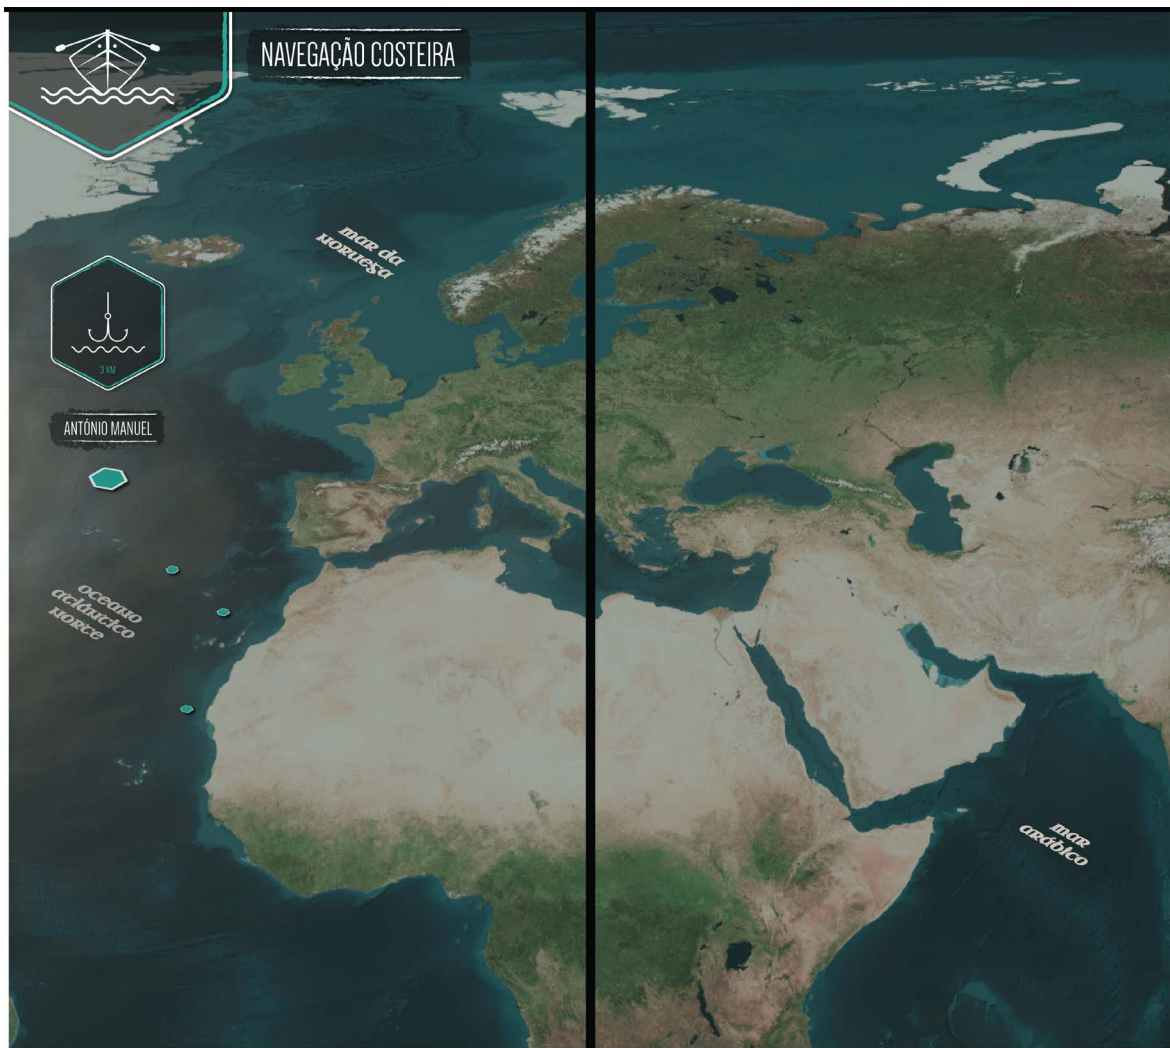 NAVEGAÇÃO COSTEIRA
mar da
noruega
3 KM
ANTÓNIO MANUEL
oceano
atlântico
norte
mar
arábico